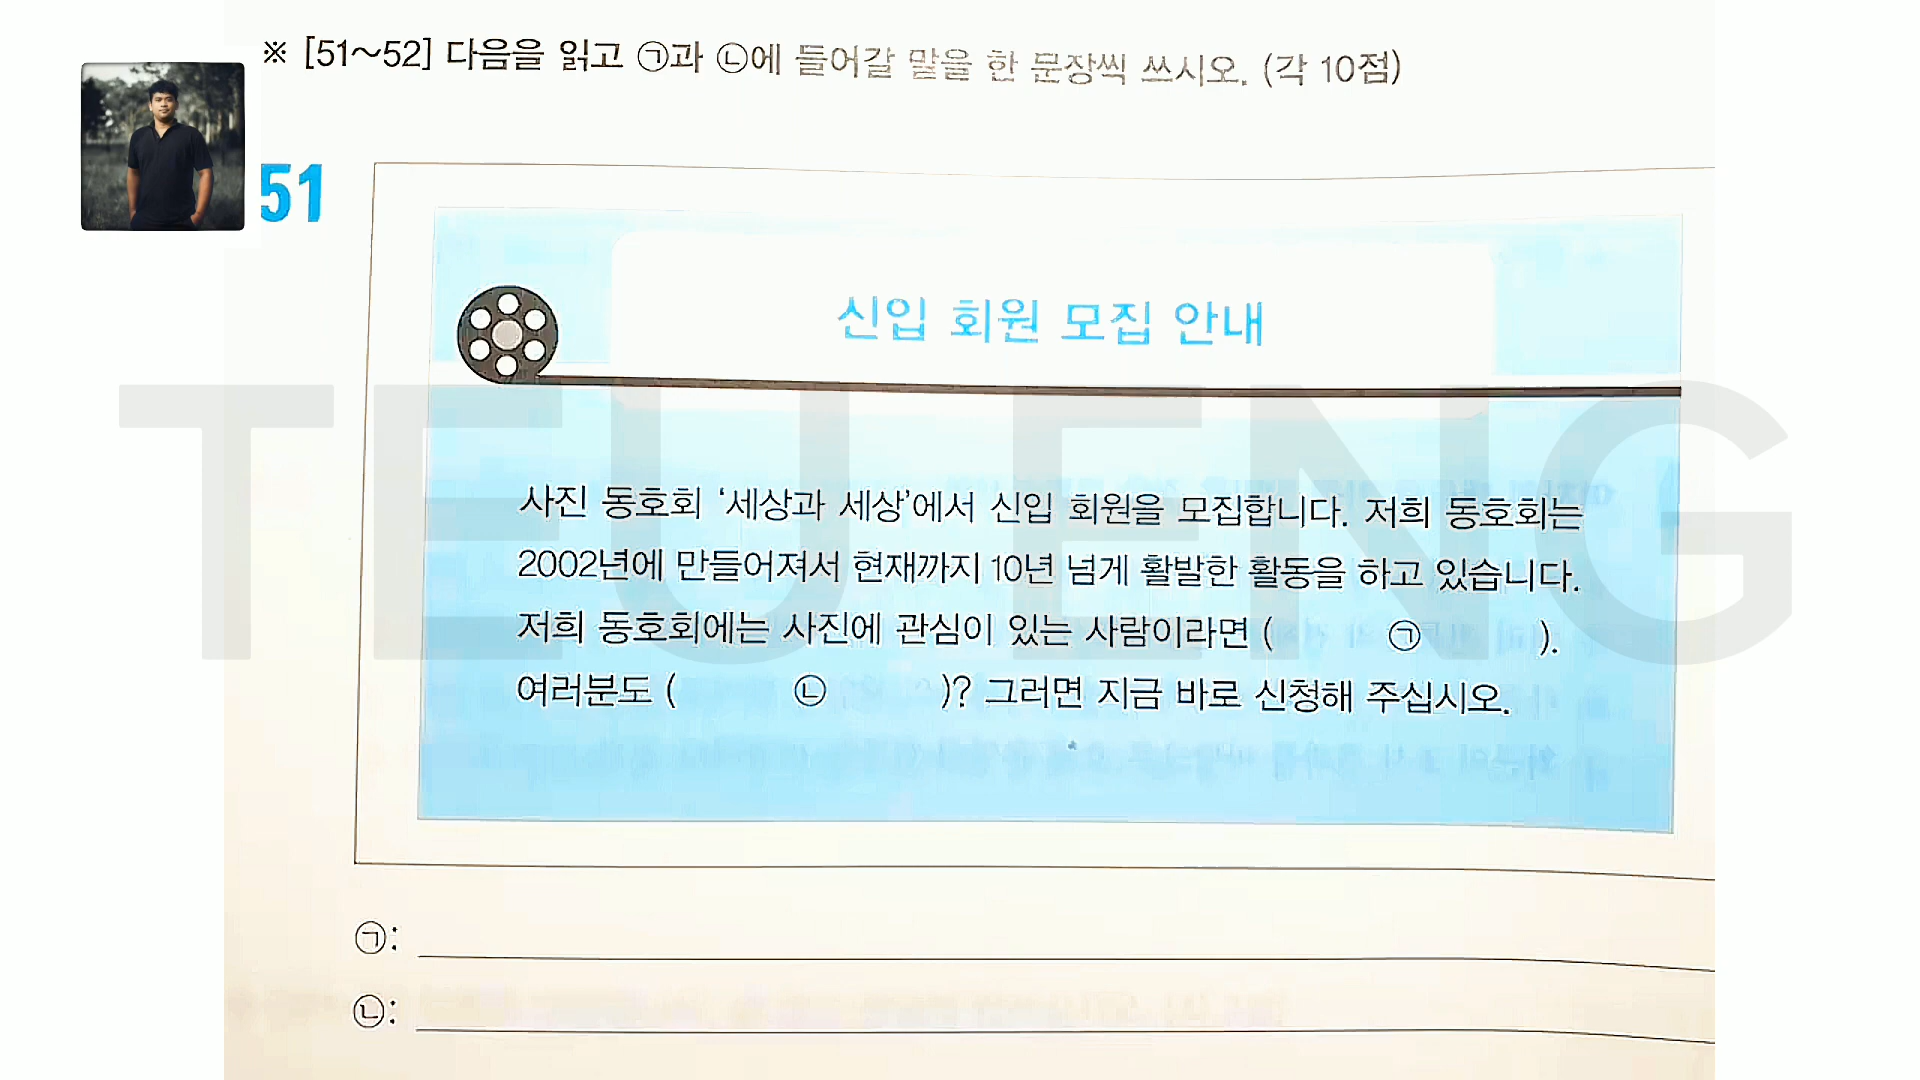 ※ [51~52] 다음을 읽고 ㉠과 ㉡에 들어갈 말을 한 문장씩 쓰시오. (각 10점)
51
신입 회원 모집 안내
사진 동호회 ‘세상과 세상’에서 신입 회원을 모집합니다. 저희 동호회는
2002년에 만들어져서 현재까지 10년 넘게 활발한 활동을 하고 있습니다.
저희 동호회에는 사진에 관심이 있는 사람이라면 ( ㉠ ).
여러분도 ( ㉡ )? 그러면 지금 바로 신청해 주십시오.
㉠:
㉡:
TEU ENG